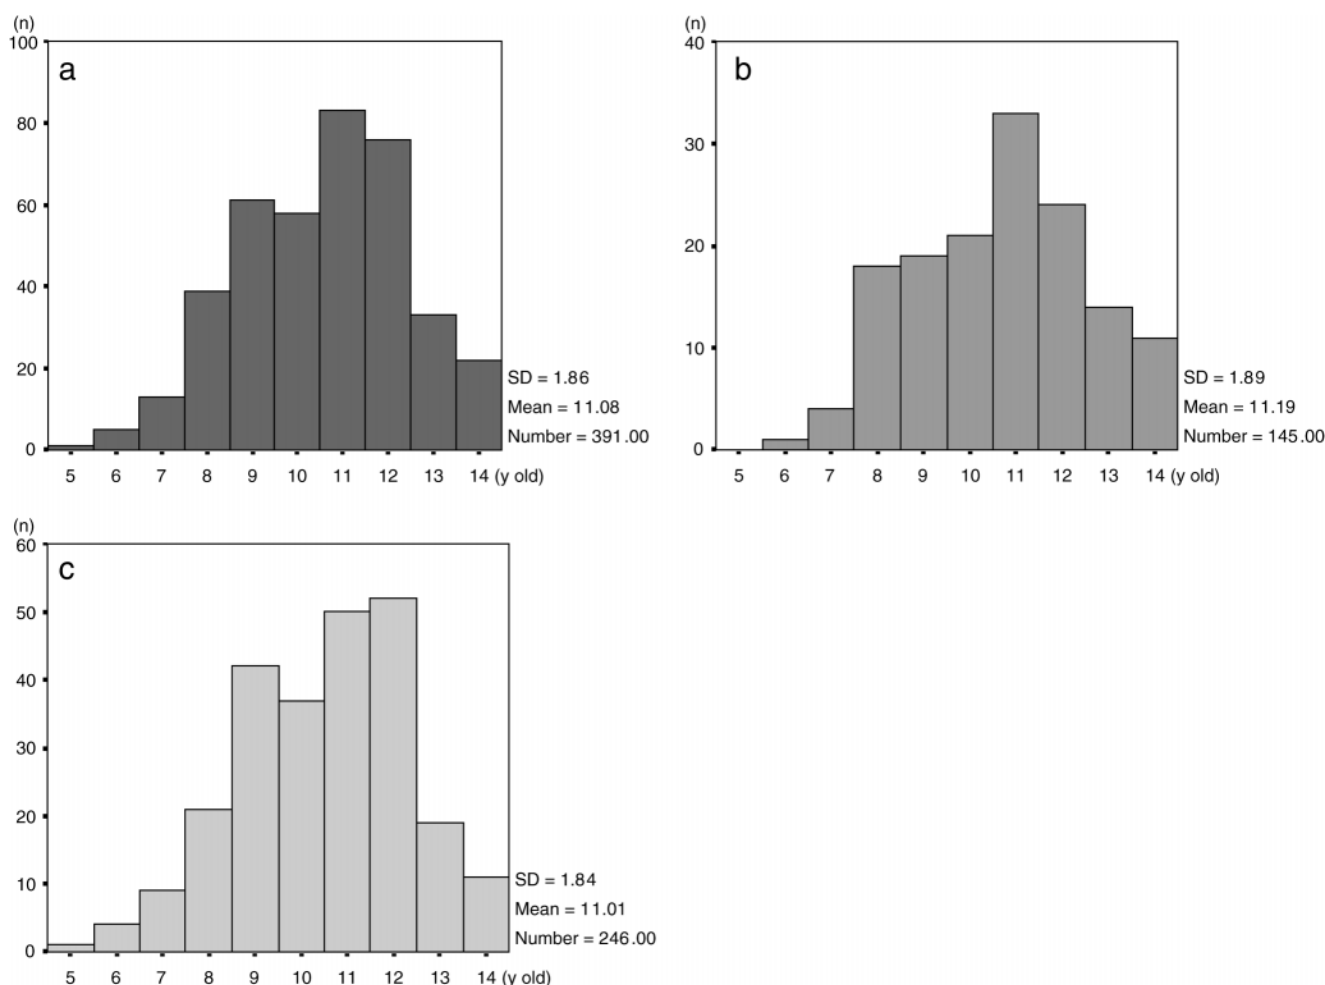 (n)
100
80
60
40
20
0
a
5 6 7 8 9 10 11 12 13 14 (y old)
SD = 1.86
Mean = 11.08
Number = 391.00
(n)
40
30
20
10
0
b
5 6 7 8 9 10 11 12 13 14 (y old)
SD = 1.89
Mean = 11.19
Number = 145.00
(n)
60
50
40
30
20
10
0
c
5 6 7 8 9 10 11 12 13 14 (y old)
SD = 1.84
Mean = 11.01
Number = 246.00